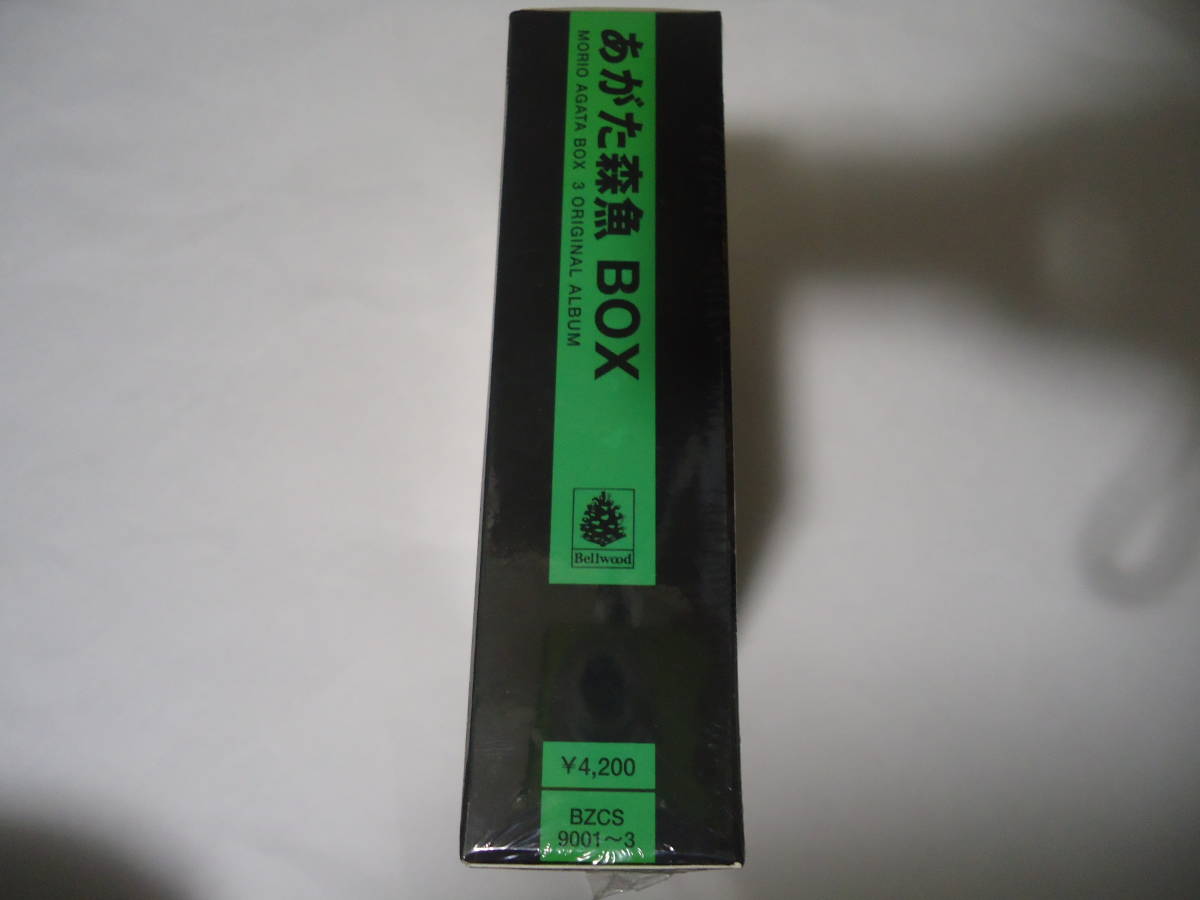 あがた森魚 BOX
MORIO AGATA BOX 3 ORIGINAL ALBUM
Bellwood
¥4,200
BZCS
9001〜3